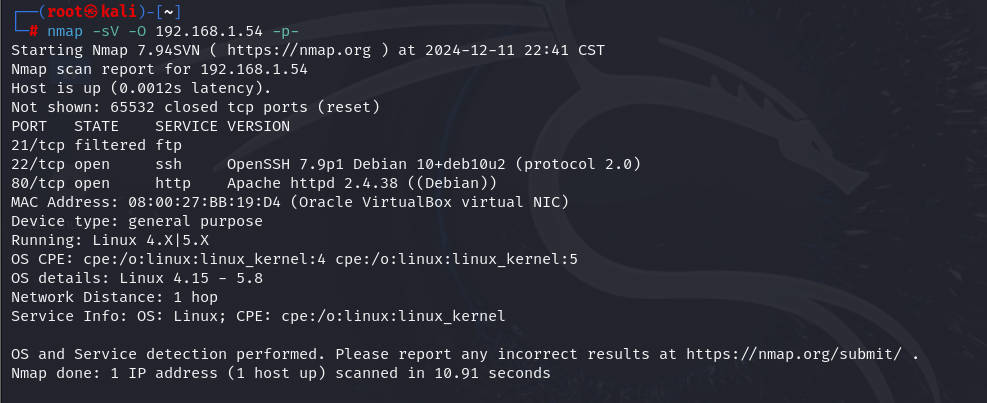 ┌──(root㉿kali)-[~]
└─# nmap -sV -O 192.168.1.54 -p-
Starting Nmap 7.94SVN ( https://nmap.org ) at 2024-12-11 22:41 CST
Nmap scan report for 192.168.1.54
Host is up (0.0012s latency).
Not shown: 65532 closed tcp ports (reset)
PORT   STATE    SERVICE VERSION
21/tcp filtered ftp
22/tcp open     ssh     OpenSSH 7.9p1 Debian 10+deb10u2 (protocol 2.0)
80/tcp open     http    Apache httpd 2.4.38 ((Debian))
MAC Address: 08:00:27:BB:19:D4 (Oracle VirtualBox virtual NIC)
Device type: general purpose
Running: Linux 4.X|5.X
OS CPE: cpe:/o:linux:linux_kernel:4 cpe:/o:linux:linux_kernel:5
OS details: Linux 4.15 - 5.8
Network Distance: 1 hop
Service Info: OS: Linux; CPE: cpe:/o:linux:linux_kernel

OS and Service detection performed. Please report any incorrect results at https://nmap.org/submit/ .
Nmap done: 1 IP address (1 host up) scanned in 10.91 seconds